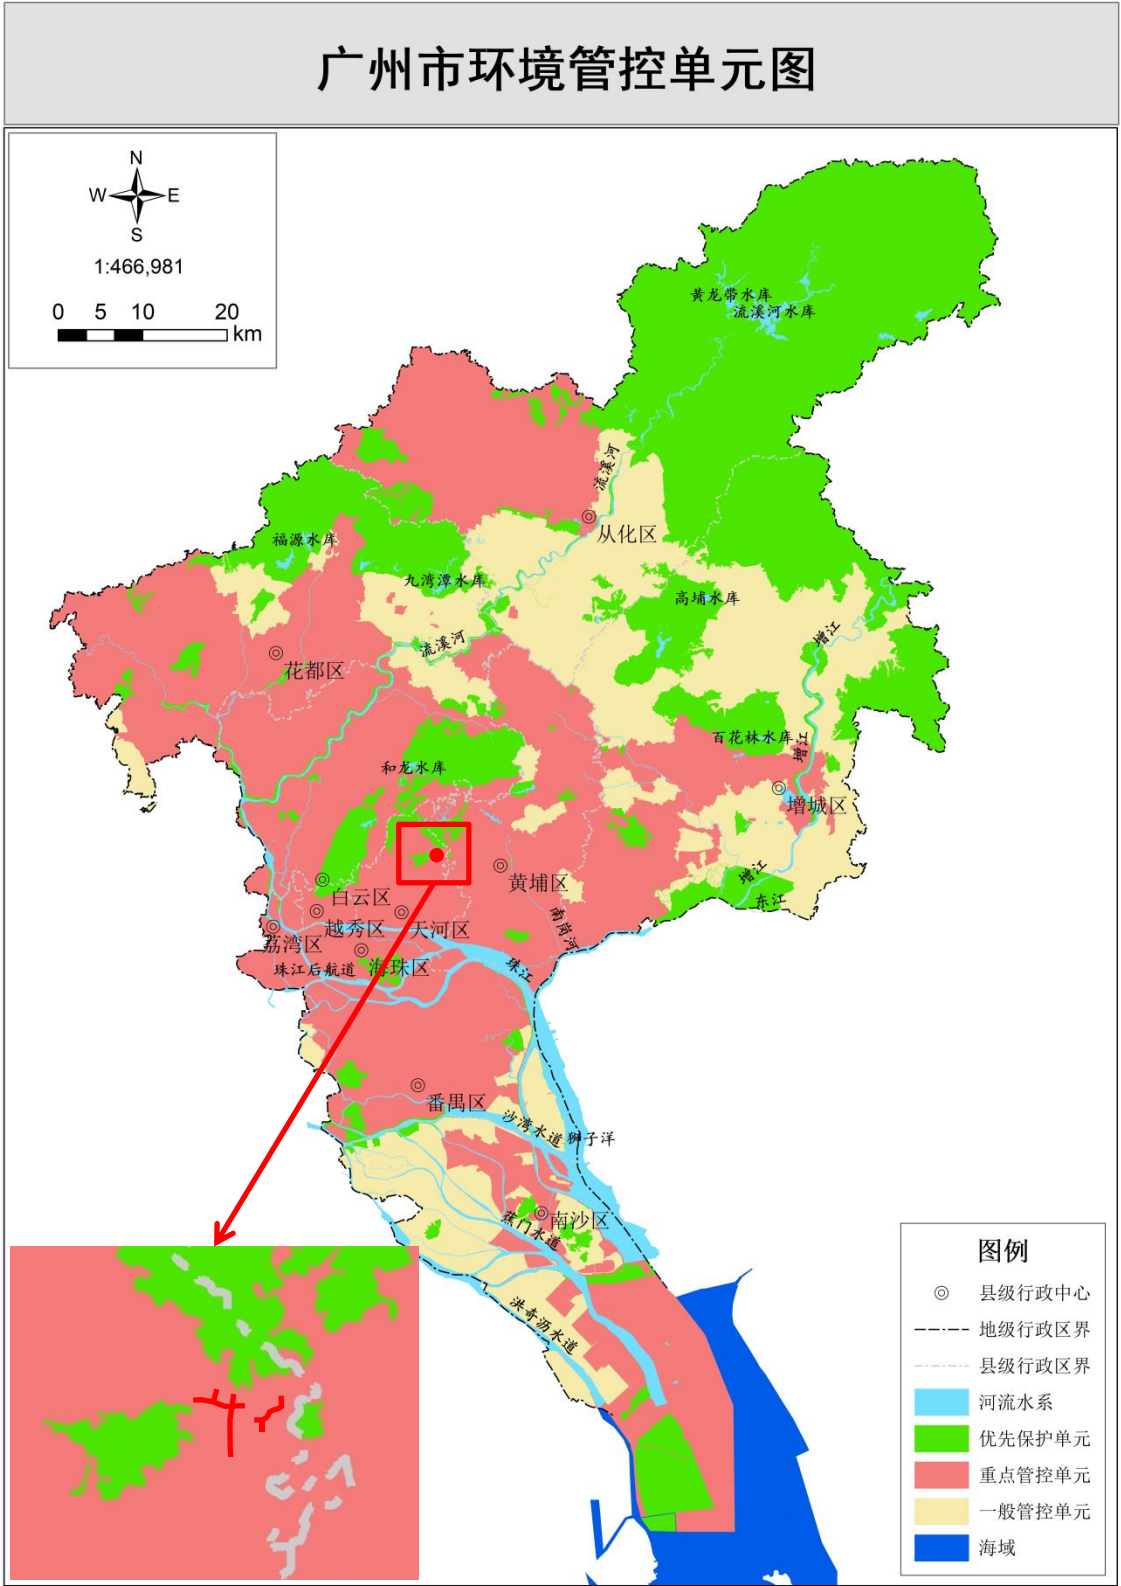 广州市环境管控单元图
N
W E
S
1:466,981
0 5 10 20
km
黄龙带水库
流溪河水库
流溪河
从化区
福源水库
九湾潭水库
高埔水库
增江
流溪河
花都区
百花林水库
增江
和龙水库
增城区
黄埔区
增江
白云区
东江
越秀区
天河区
南岗河
荔湾区
海珠区
珠江后航道
珠江
番禺区
沙湾水道
狮子洋
南沙区
蕉门水道
洪奇沥水道
图例
县级行政中心
地级行政区界
县级行政区界
河流水系
优先保护单元
重点管控单元
一般管控单元
海域